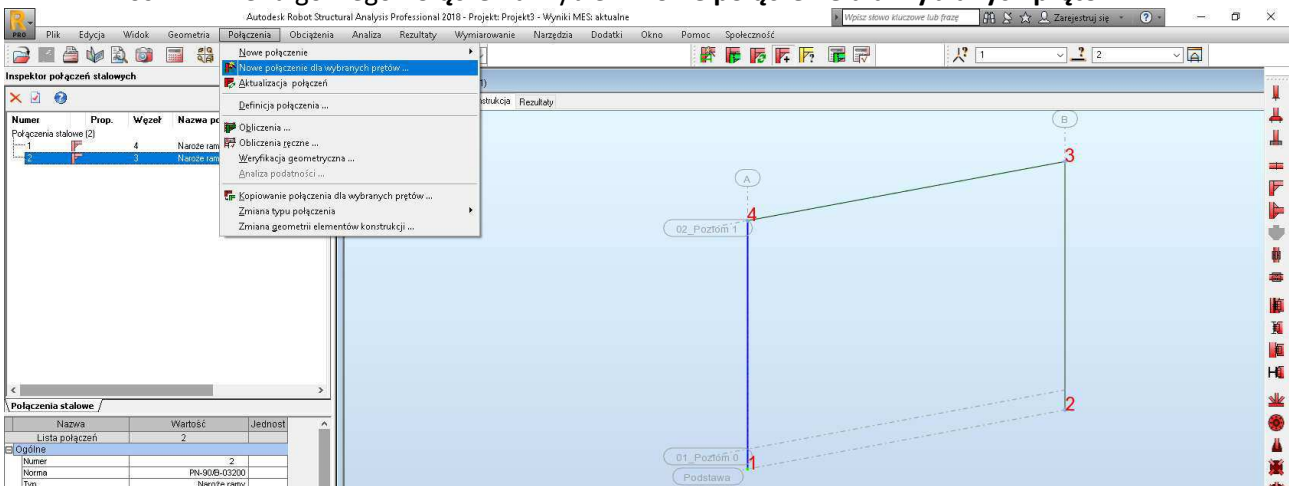 Autodesk Robot Structural Analysis Professional 2018 - Projekt: Projekt3 - Wyniki MES: aktualne
Wpisz słowo kluczowe lub frazę
Zarejestruj się
PRO Plik Edycja Widok Geometria Połączenia Obciążenia Analiza Rezultaty Wymiarowanie Narzędzia Dodatki Okno Pomoc Społeczność
1
2
Nowe połączenie
Nowe połączenie dla wybranych prętów ...
Aktualizacja połączeń
Definicja połączenia ...
Obliczenia ...
Obliczenia ręczne ...
Weryfikacja geometryczna ...
Analiza podatności ...
Kopiowanie połączenia dla wybranych prętów ...
Zmiana typu połączenia
Zmiana geometrii elementów konstrukcji ...
Inspektor połączeń stalowych
Numer Prop. Węzeł Nazwa
Połączenia stalowe (2)
1 4 Naroże
2 3 Naroże
Rezultaty
B
3
A
4
02_Poziom 1
2
01_Poziom 0
1
Podstawa
Połączenia stalowe
Nazwa Wartość Jednost
Lista połączeń 2
Ogólne
Numer 2
Norma PN-90/B-03200
Typ Naroże ramy